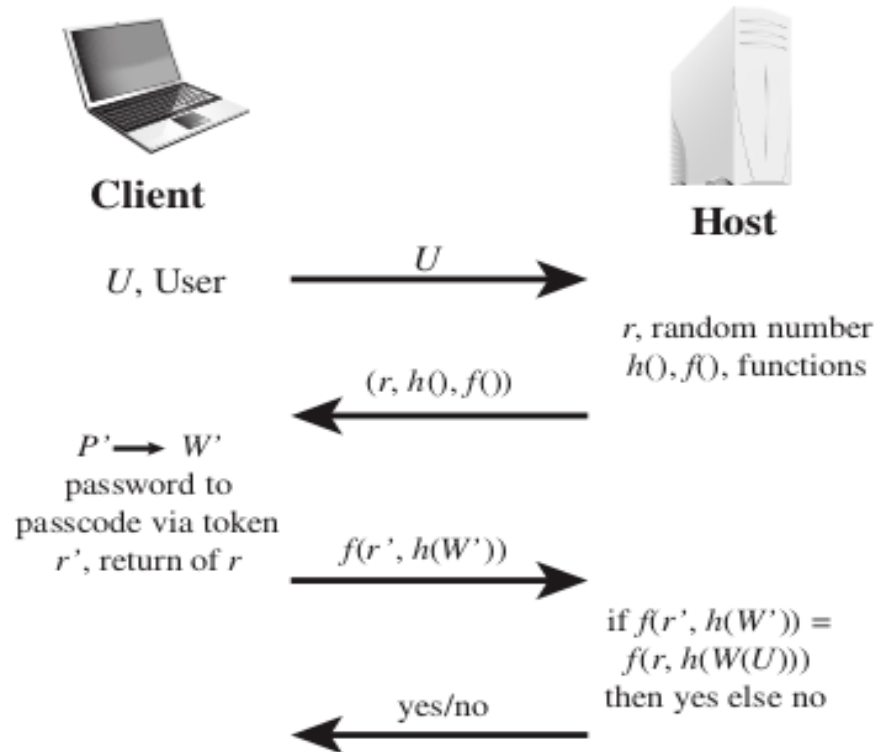 Client
Host
U, User
U
r, random number
h(), f(), functions
(r, h(), f())
P’ → W’
password to
passcode via token
r’, return of r
f(r’, h(W’))
if f(r’, h(W’)) =
f(r, h(W(U)))
then yes else no
yes/no